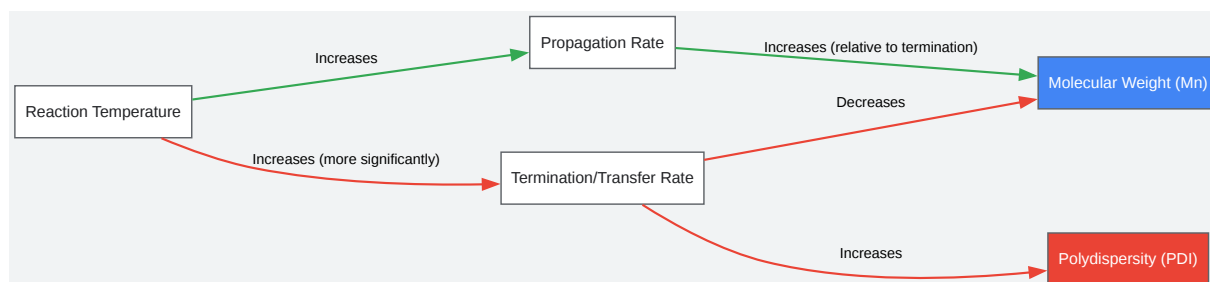 Propagation Rate
Increases
Increases (relative to termination)
Molecular Weight (Mn)
Reaction Temperature
Decreases
Increases (more significantly)
Termination/Transfer Rate
Increases
Polydispersity (PDI)